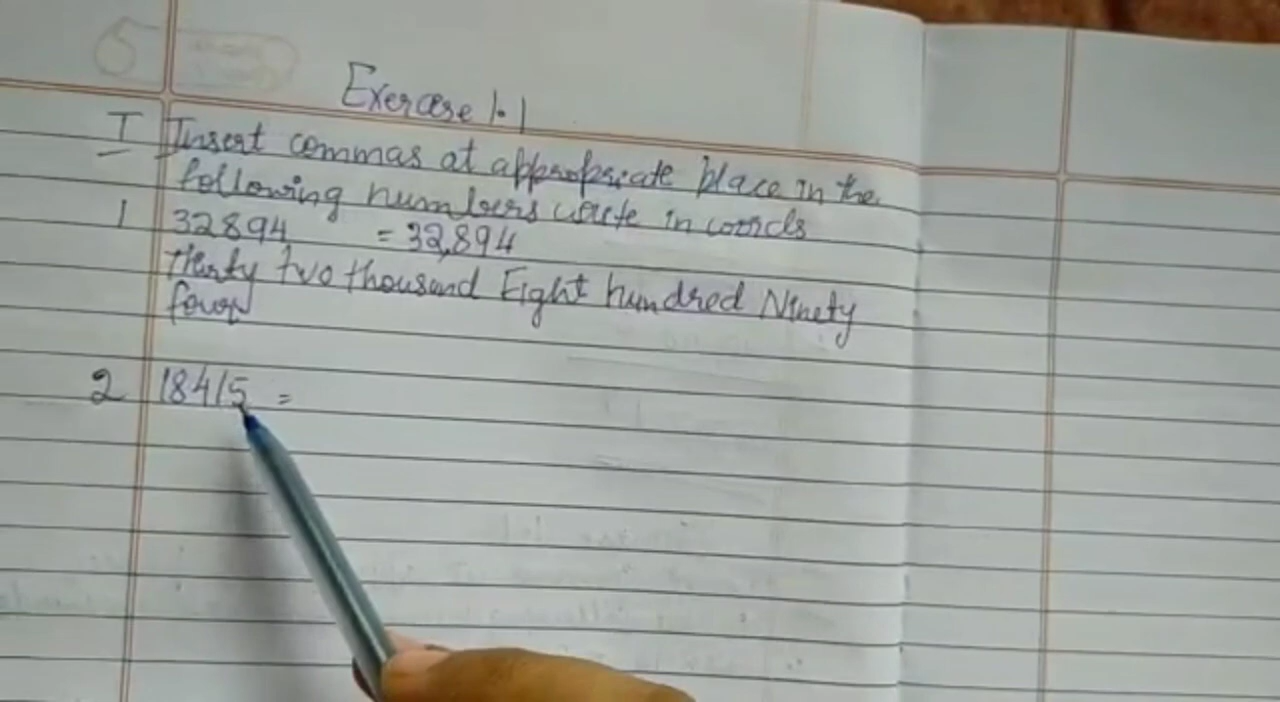 Exercise 1.1
I Insert commas at appropriate place in the
following numbers write in words
1 32894 = 32,894
Thirty two thousand Eight hundred Ninety
four
2 18415 =